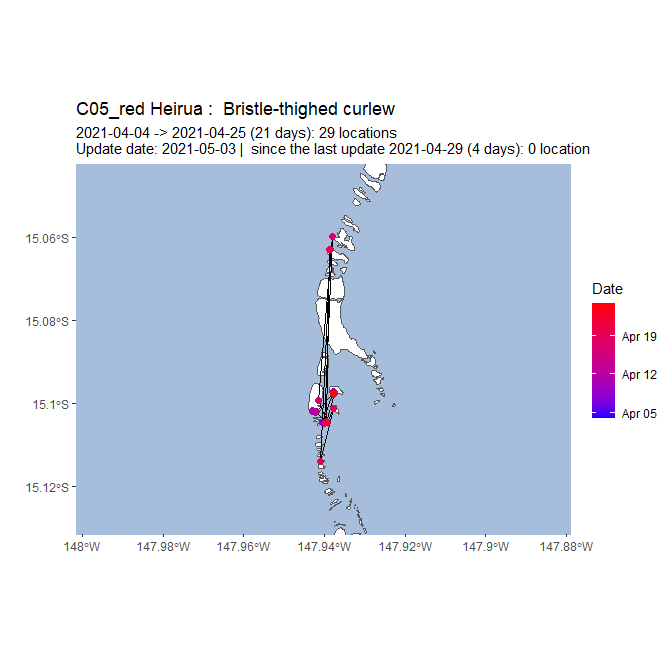 C05_red Heirua :  Bristle-thighed curlew
2021-04-04 -> 2021-04-25 (21 days): 29 locations
Update date: 2021-05-03 |  since the last update 2021-04-29 (4 days): 0 location
15.06°S
15.08°S
15.1°S
15.12°S
148°W
147.98°W
147.96°W
147.94°W
147.92°W
147.9°W
147.88°W
Date
Apr 19
Apr 12
Apr 05